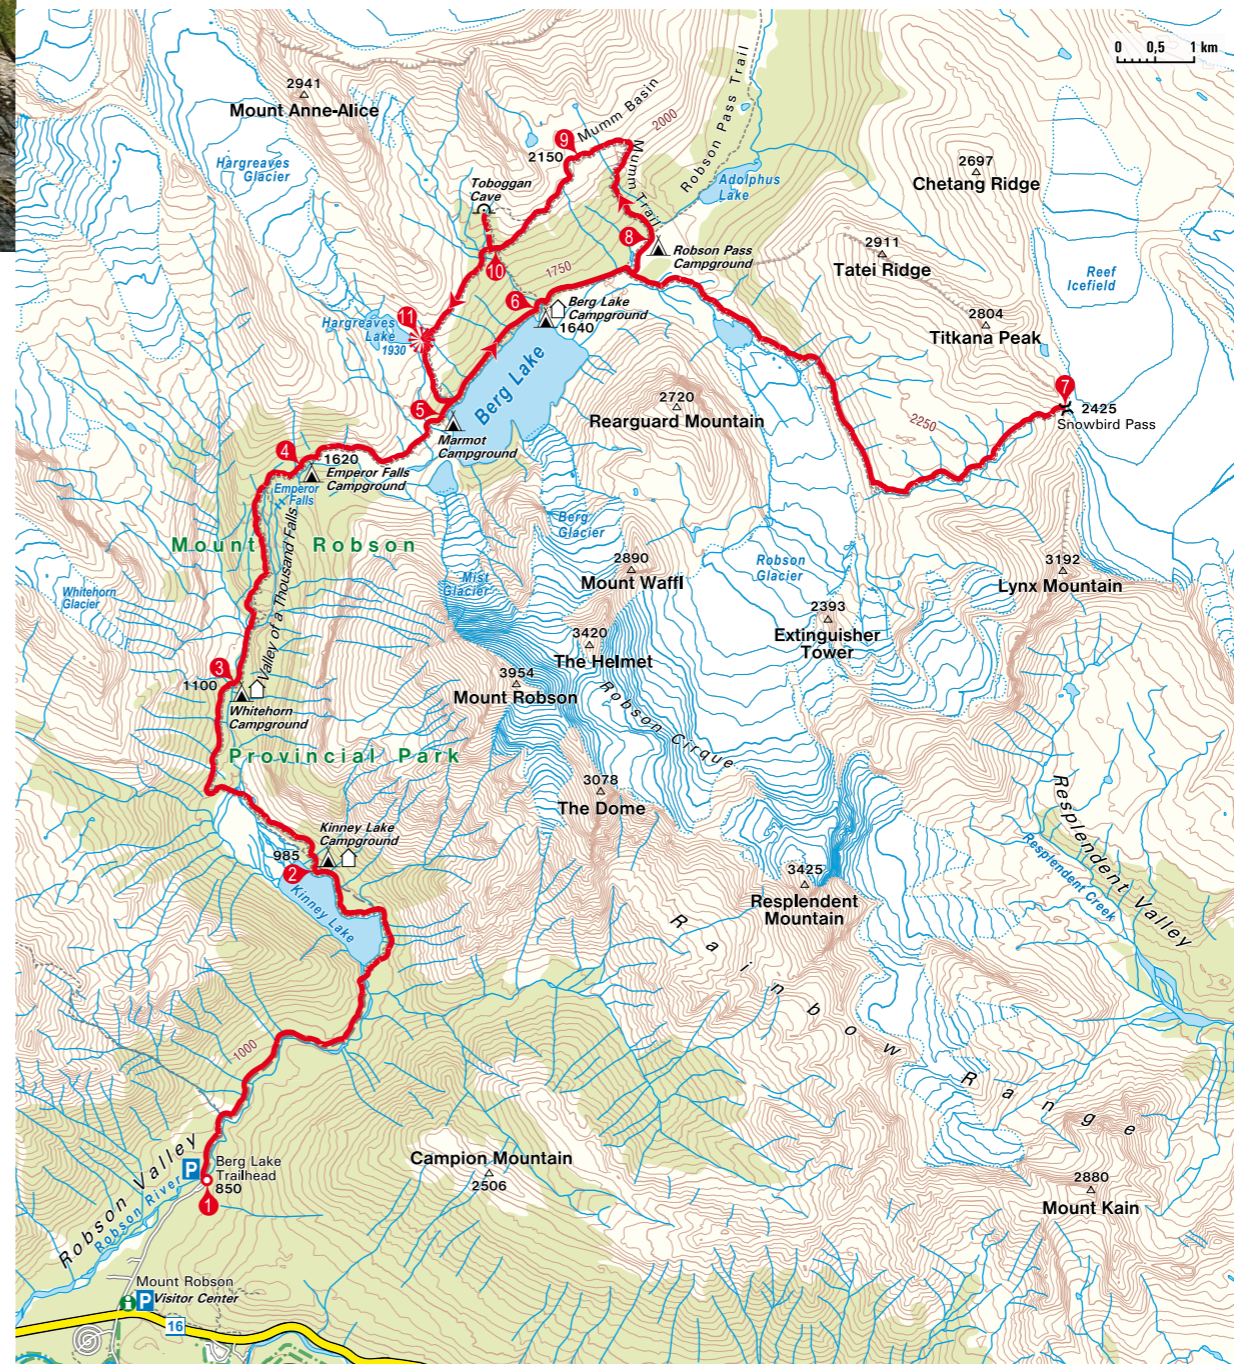 0 0,5 1 km
2941
Mount Anne-Alice
Hargreaves
Glacier
9
2150
Mumm Basin
2000
Mumm Trail
Robson Pass Trail
Adolphus
Lake
2697
Chetang Ridge
Toboggan
Cave
8
Robson Pass
Campground
2911
Tatei Ridge
Reef
Icefield
10
1750
6
Berg Lake
Campground
1640
11
Hargreaves
Lake
1930
2804
Titkana Peak
Berg Lake
7
2425
Snowbird Pass
2720
Rearguard Mountain
2250
5
Marmot
Campground
4
1620
Emperor Falls
Campground
Emperor
Falls
Berg
Glacier
Mount Robson
Valley of a Thousand Falls
Mist
Glacier
2890
Mount Waffl
Robson
Glacier
3192
Lynx Mountain
Whitehorn
Glacier
2393
Extinguisher
Tower
3420
The Helmet
3
1100
Whitehorn
Campground
3954
Mount Robson
Robson Cirque
Provincial Park
3078
The Dome
Resplendent Valley
Resplendent Creek
Kinney Lake
Campground
985
2
Kinney Lake
3425
Resplendent
Mountain
Rainbow Range
1000
Robson Valley
Robson River
P
Berg Lake
Trailhead
850
1
Campion Mountain
2506
2880
Mount Kain
Mount Robson
Visitor Center
i
P
16